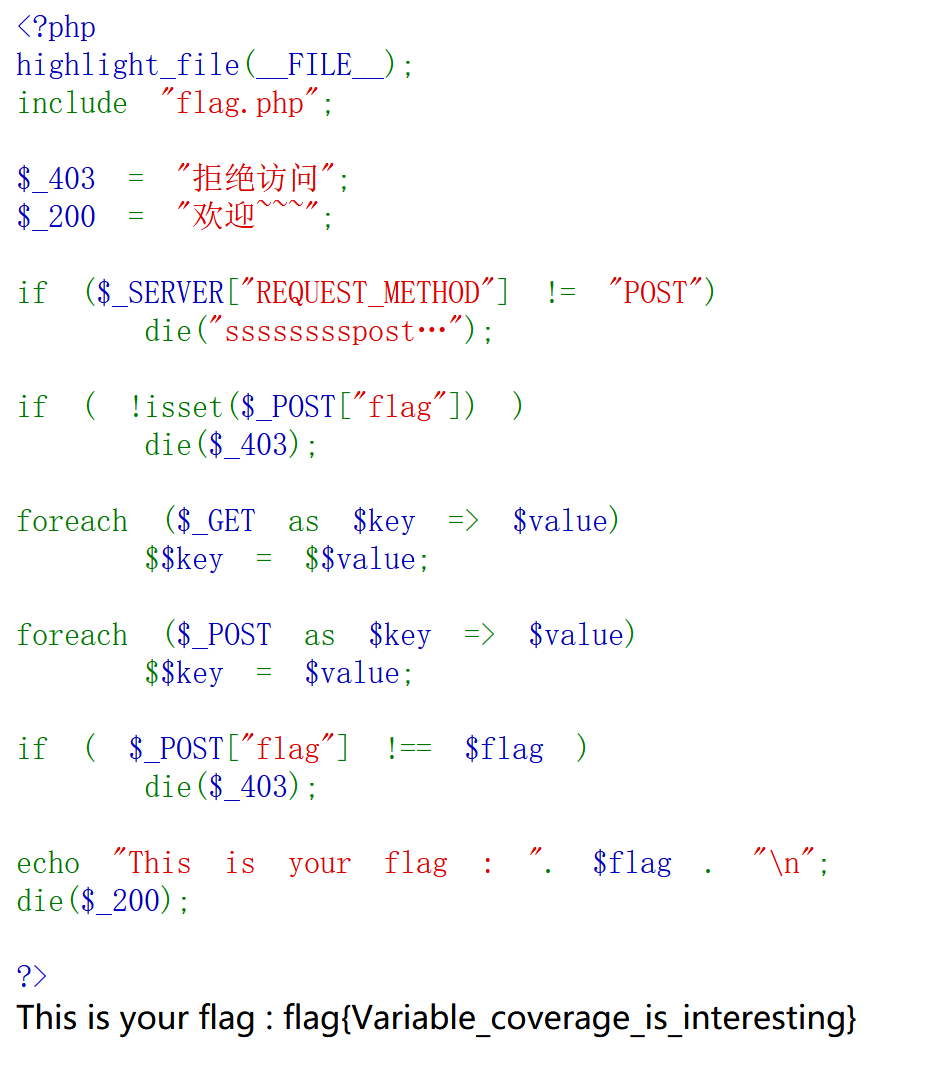 <?php
highlight_file(__FILE__);
include "flag.php";
$_403 = "拒绝访问";
$_200 = "欢迎~~~";
if ($_SERVER["REQUEST_METHOD"] != "POST")
die("sssssssspost…");
if ( !isset($_POST["flag"]) )
die($_403);
foreach ($_GET as $key => $value)
$$key = $$value;
foreach ($_POST as $key => $value)
$$key = $value;
if ( $_POST["flag"] !== $flag )
die($_403);
echo "This is your flag : ". $flag . "\n";
die($_200);
?>
This is your flag : flag{Variable_coverage_is_interesting}